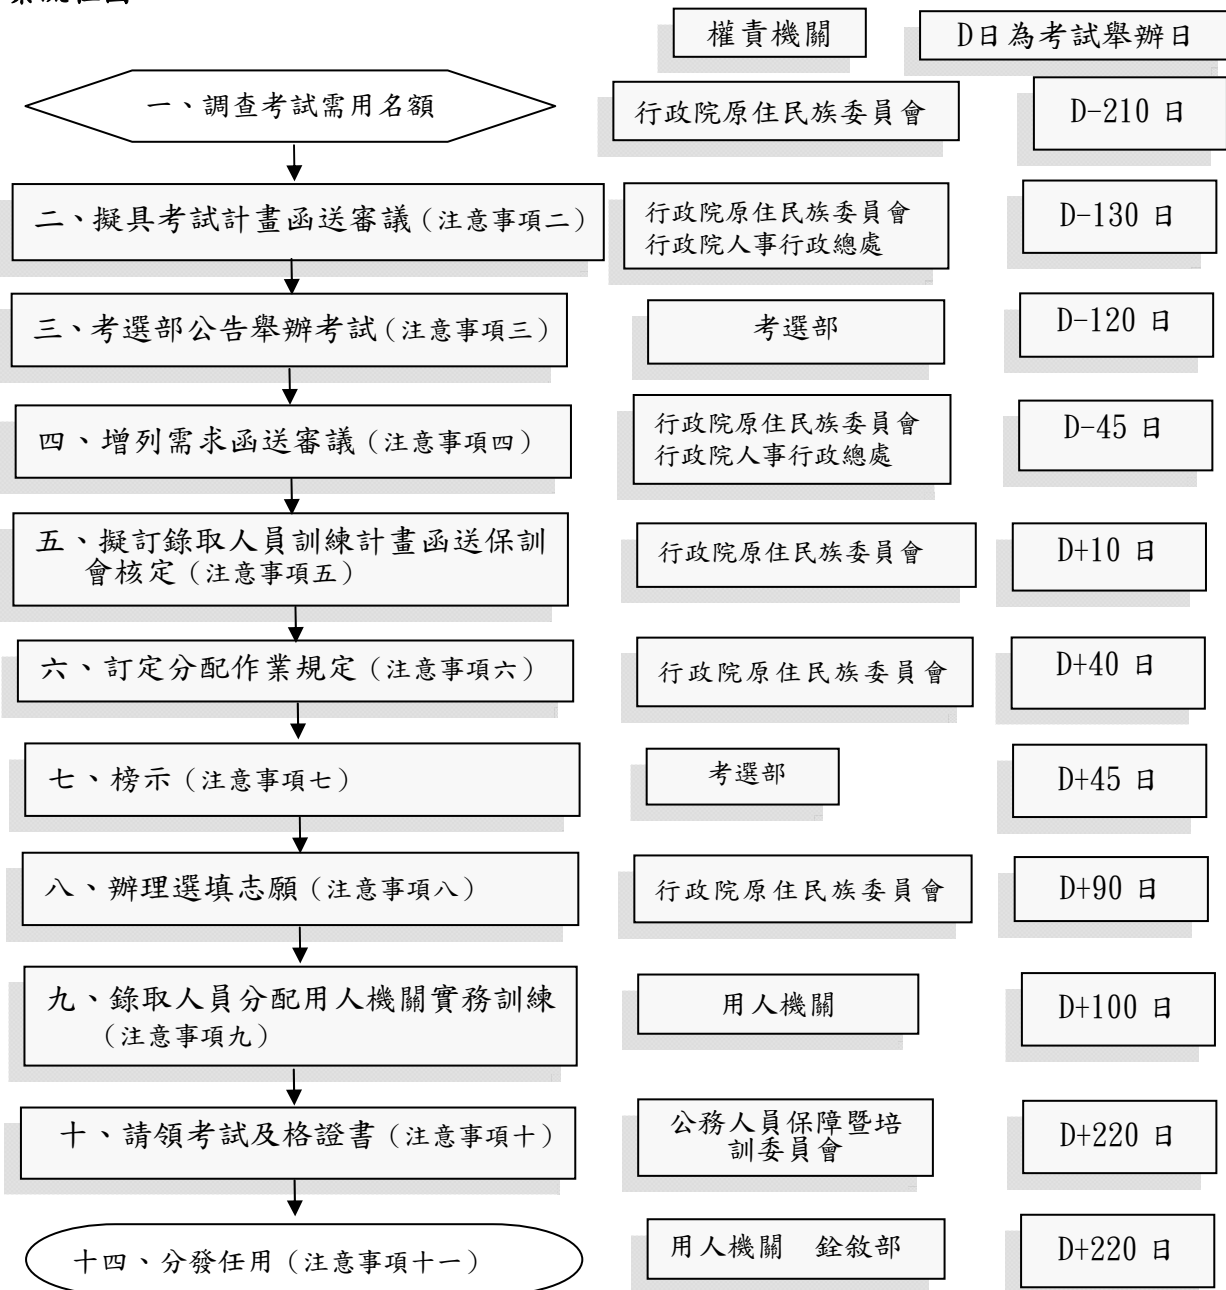 權責機關
D日為考試舉辦日
一、調查考試需用名額
行政院原住民族委員會
D-210 日
二、擬具考試計畫函送審議(注意事項二)
行政院原住民族委員會
行政院人事行政總處
D-130 日
三、考選部公告舉辦考試(注意事項三)
考選部
D-120 日
四、增列需求函送審議(注意事項四)
行政院原住民族委員會
行政院人事行政總處
D-45 日
五、擬訂錄取人員訓練計畫函送保訓
會核定(注意事項五)
行政院原住民族委員會
D+10 日
六、訂定分配作業規定(注意事項六)
行政院原住民族委員會
D+40 日
七、榜示(注意事項七)
考選部
D+45 日
八、辦理選填志願(注意事項八)
行政院原住民族委員會
D+90 日
九、錄取人員分配用人機關實務訓練
(注意事項九)
用人機關
D+100 日
十、請領考試及格證書(注意事項十)
公務人員保障暨培
訓委員會
D+220 日
十四、分發任用(注意事項十一)
用人機關　銓敘部
D+220 日